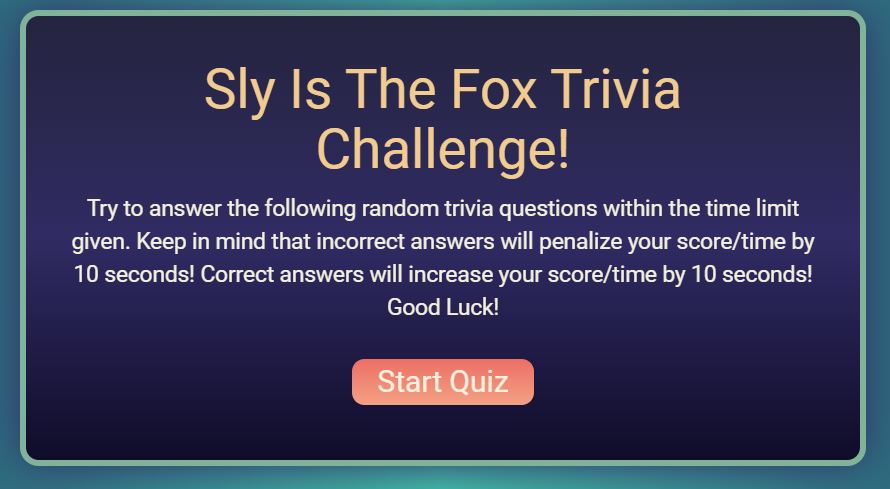 Sly Is The Fox Trivia
Challenge!
Try to answer the following random trivia questions within the time limit
given. Keep in mind that incorrect answers will penalize your score/time by
10 seconds! Correct answers will increase your score/time by 10 seconds!
Good Luck!
Start Quiz